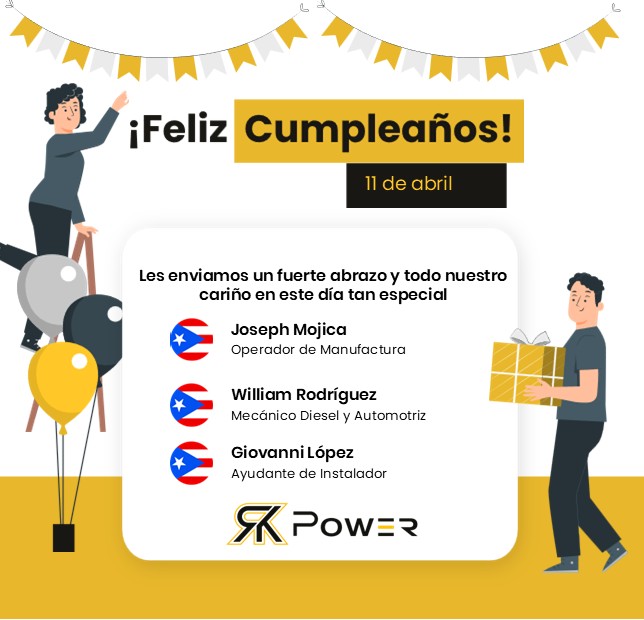 ¡Feliz Cumpleaños!
11 de abril
Les enviamos un fuerte abrazo y todo nuestro
cariño en este día tan especial
Joseph Mojica
Operador de Manufactura
William Rodríguez
Mecánico Diesel y Automotriz
Giovanni López
Ayudante de Instalador
RK POWER